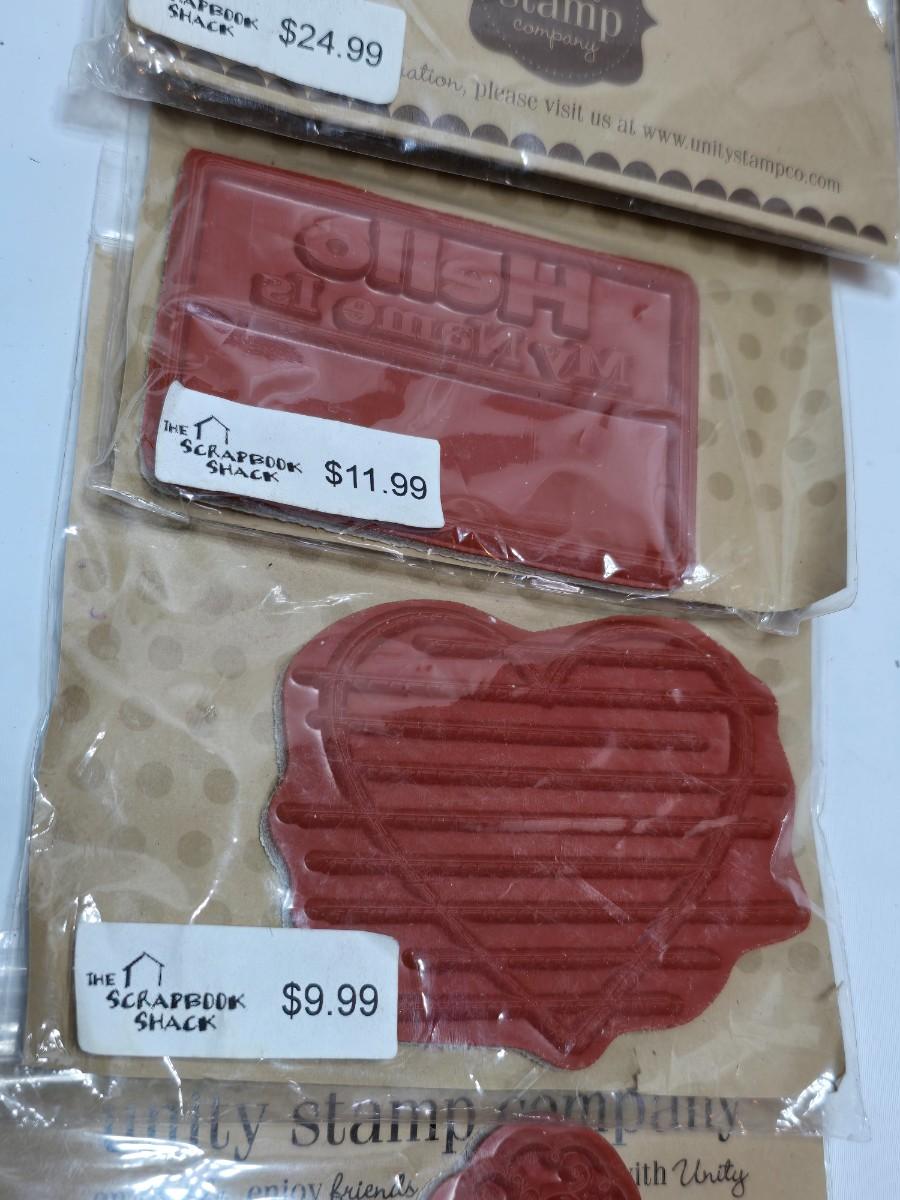 SCRAPBOOK
SHACK $24.99
stamp
company
please visit us at www.unitystampco.com
Hello
My Name Is
THE
SCRAPBOOK
SHACK $11.99
THE
SCRAPBOOK
SHACK $9.99
unity stamp company
enjoy friends with Unity